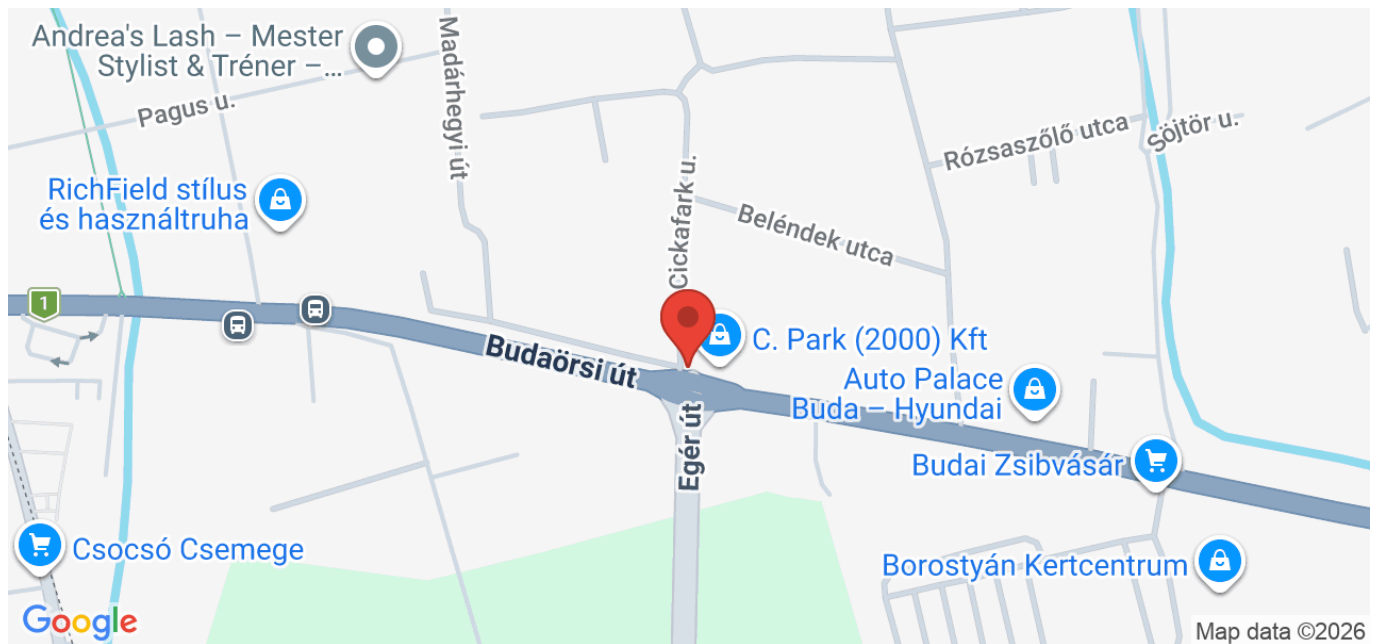 Andrea's Lash – Mester
Stylist & Tréner –...
Madárhegyi út
Pagus u.
Rózsaszőlő utca
Söjtör u.
RichField stílus
és használtruha
Cickafark u.
Beléndek utca
1
Budaörsi út
C. Park (2000) Kft
Auto Palace
Buda – Hyundai
Egér út
Budai Zsibvásár
Csocsó Csemege
Borostyán Kertcentrum
Google
Map data ©2026